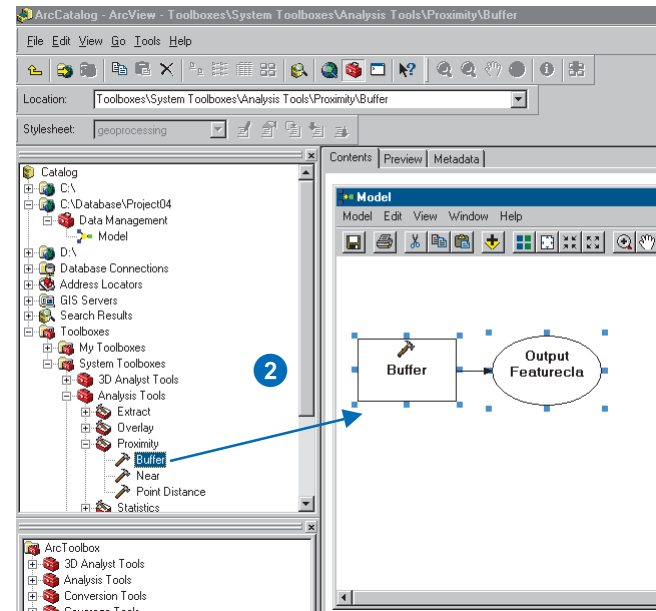 ArcCatalog - ArcView - Toolboxes\System Toolboxes\Analysis Tools\Proximity\Buffer
File Edit View Go Tools Help
Location: Toolboxes\System Toolboxes\Analysis Tools\Proximity\Buffer
Stylesheet: geoprocessing
Catalog
C:\
C:\Database\Project04
Data Management
Model
D:\
Database Connections
Address Locators
GIS Servers
Search Results
Toolboxes
My Toolboxes
System Toolboxes
3D Analyst Tools
Analysis Tools
Extract
Overlay
Proximity
Buffer
Near
Point Distance
Statistics
2
ArcToolbox
3D Analyst Tools
Analysis Tools
Conversion Tools
Coverage Tools
Contents Preview Metadata
Model
Model Edit View Window Help
Buffer
Output
Featurecla